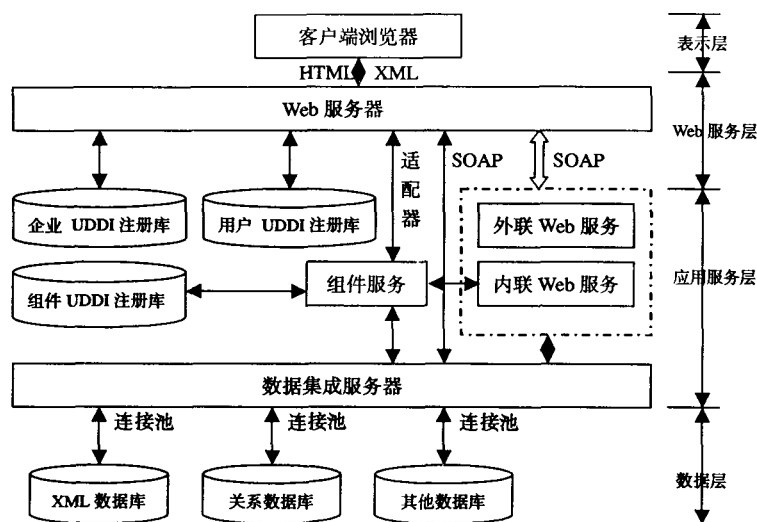 客户端浏览器
表示层
HTML XML
Web 服务器
Web 服务层
适配器
SOAP
SOAP
企业 UDDI 注册库
用户 UDDI 注册库
外联 Web 服务
组件 UDDI 注册库
组件服务
内联 Web 服务
应用服务层
数据集成服务器
连接池
连接池
连接池
XML 数据库
关系数据库
其他数据库
数据层